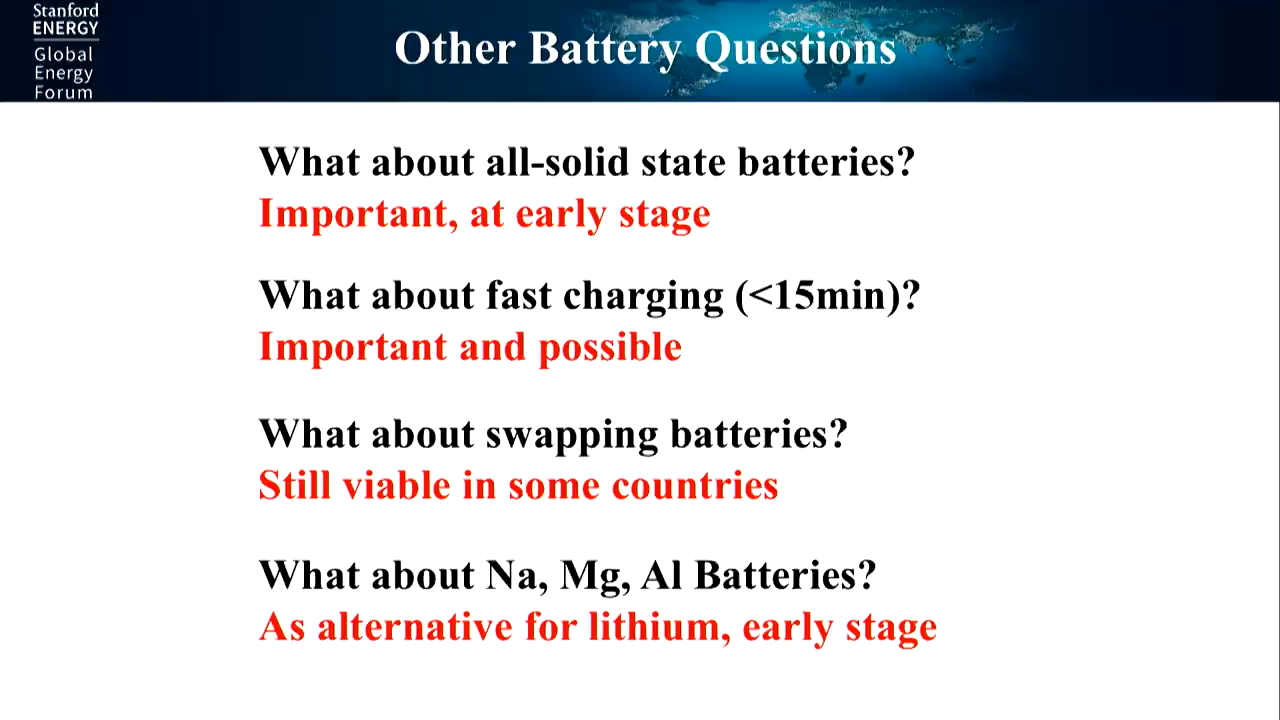 Stanford
ENERGY
Global
Energy
Forum
Other Battery Questions
What about all-solid state batteries?
Important, at early stage
What about fast charging (<15min)?
Important and possible
What about swapping batteries?
Still viable in some countries
What about Na, Mg, Al Batteries?
As alternative for lithium, early stage